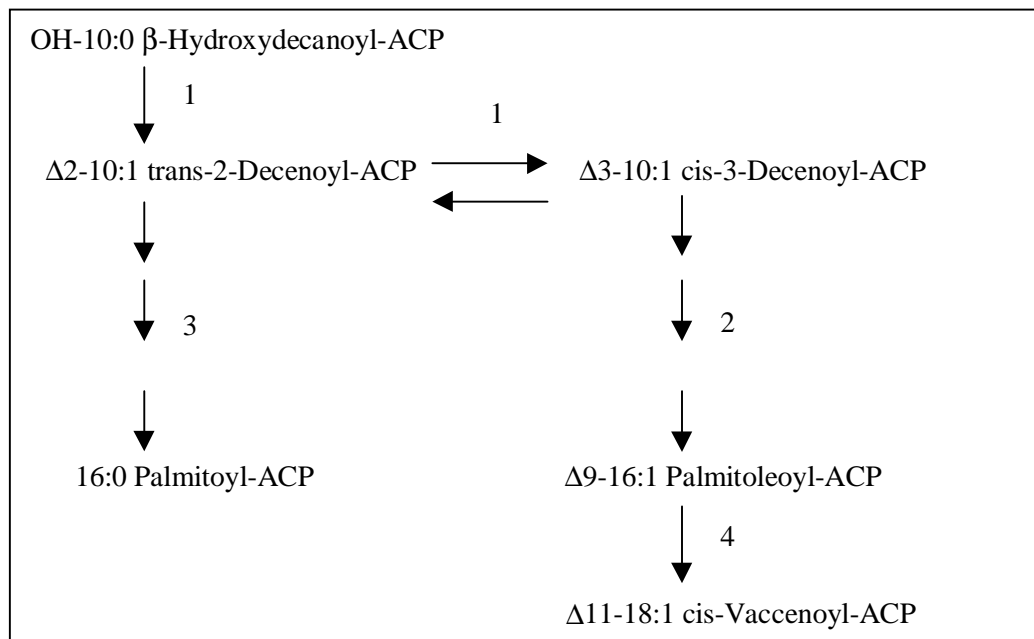 OH-10:0 β-Hydroxydecanoyl-ACP
1
1
Δ2-10:1 trans-2-Decenoyl-ACP
Δ3-10:1 cis-3-Decenoyl-ACP
3
2
16:0 Palmitoyl-ACP
Δ9-16:1 Palmitoleoyl-ACP
4
Δ11-18:1 cis-Vaccenoyl-ACP